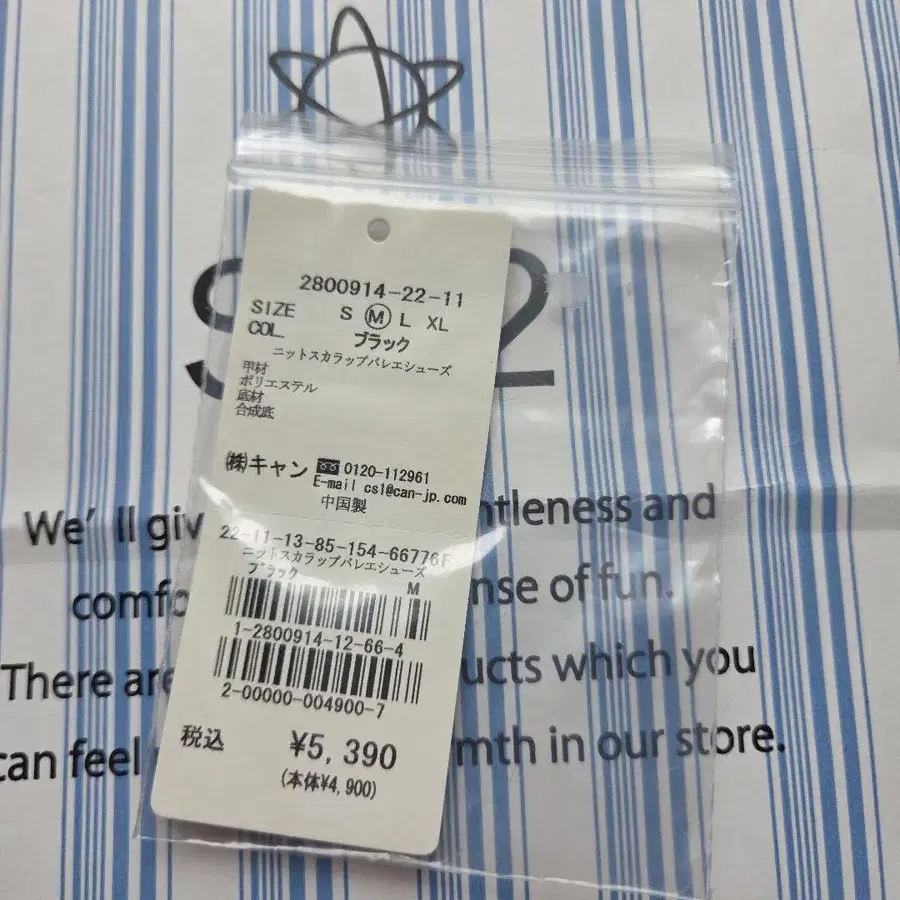 2800914-22-11
SIZE S M L XL
COL ブラック
ニットスカラップバレエシューズ
甲材
ポリエステル
底材
合成底
㈱キャン 0120-112961
E-mail cs1@can-jp.com
中国製
22-11-13-85-154-66776F
ニットスカラップバレエシューズ
ブラック M
1-2800914-12-66-4
2-00000-004900-7
税込 ¥5,390
(本体¥4,900)
S 2
We'll giv ntleness and
comfo nse of fun.
There are ucts which you
can feel mth in our store.